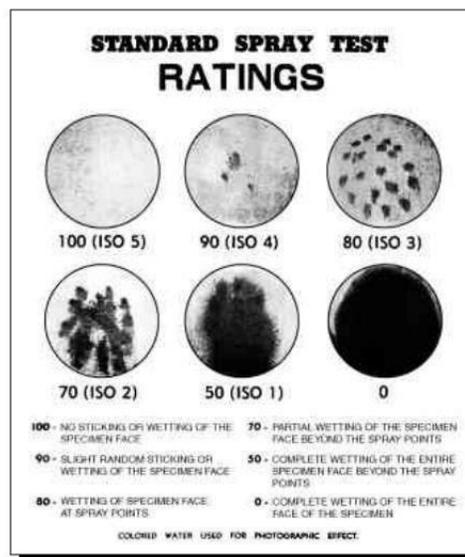 STANDARD SPRAY TEST
RATINGS
100 (ISO 5)
90 (ISO 4)
80 (ISO 3)
70 (ISO 2)
50 (ISO 1)
0
100 - NO STICKING OR WETTING OF THE
SPECIMEN FACE
90 - SLIGHT RANDOM STICKING OR
WETTING OF THE SPECIMEN FACE
80 - WETTING OF SPECIMEN FACE
AT SPRAY POINTS
70 - PARTIAL WETTING OF THE SPECIMEN
FACE BEYOND THE SPRAY POINTS
50 - COMPLETE WETTING OF THE ENTIRE
SPECIMEN FACE BEYOND THE SPRAY
POINTS
0 - COMPLETE WETTING OF THE ENTIRE
FACE OF THE SPECIMEN
COLORED WATER USED FOR PHOTOGRAPHIC EFFECT.